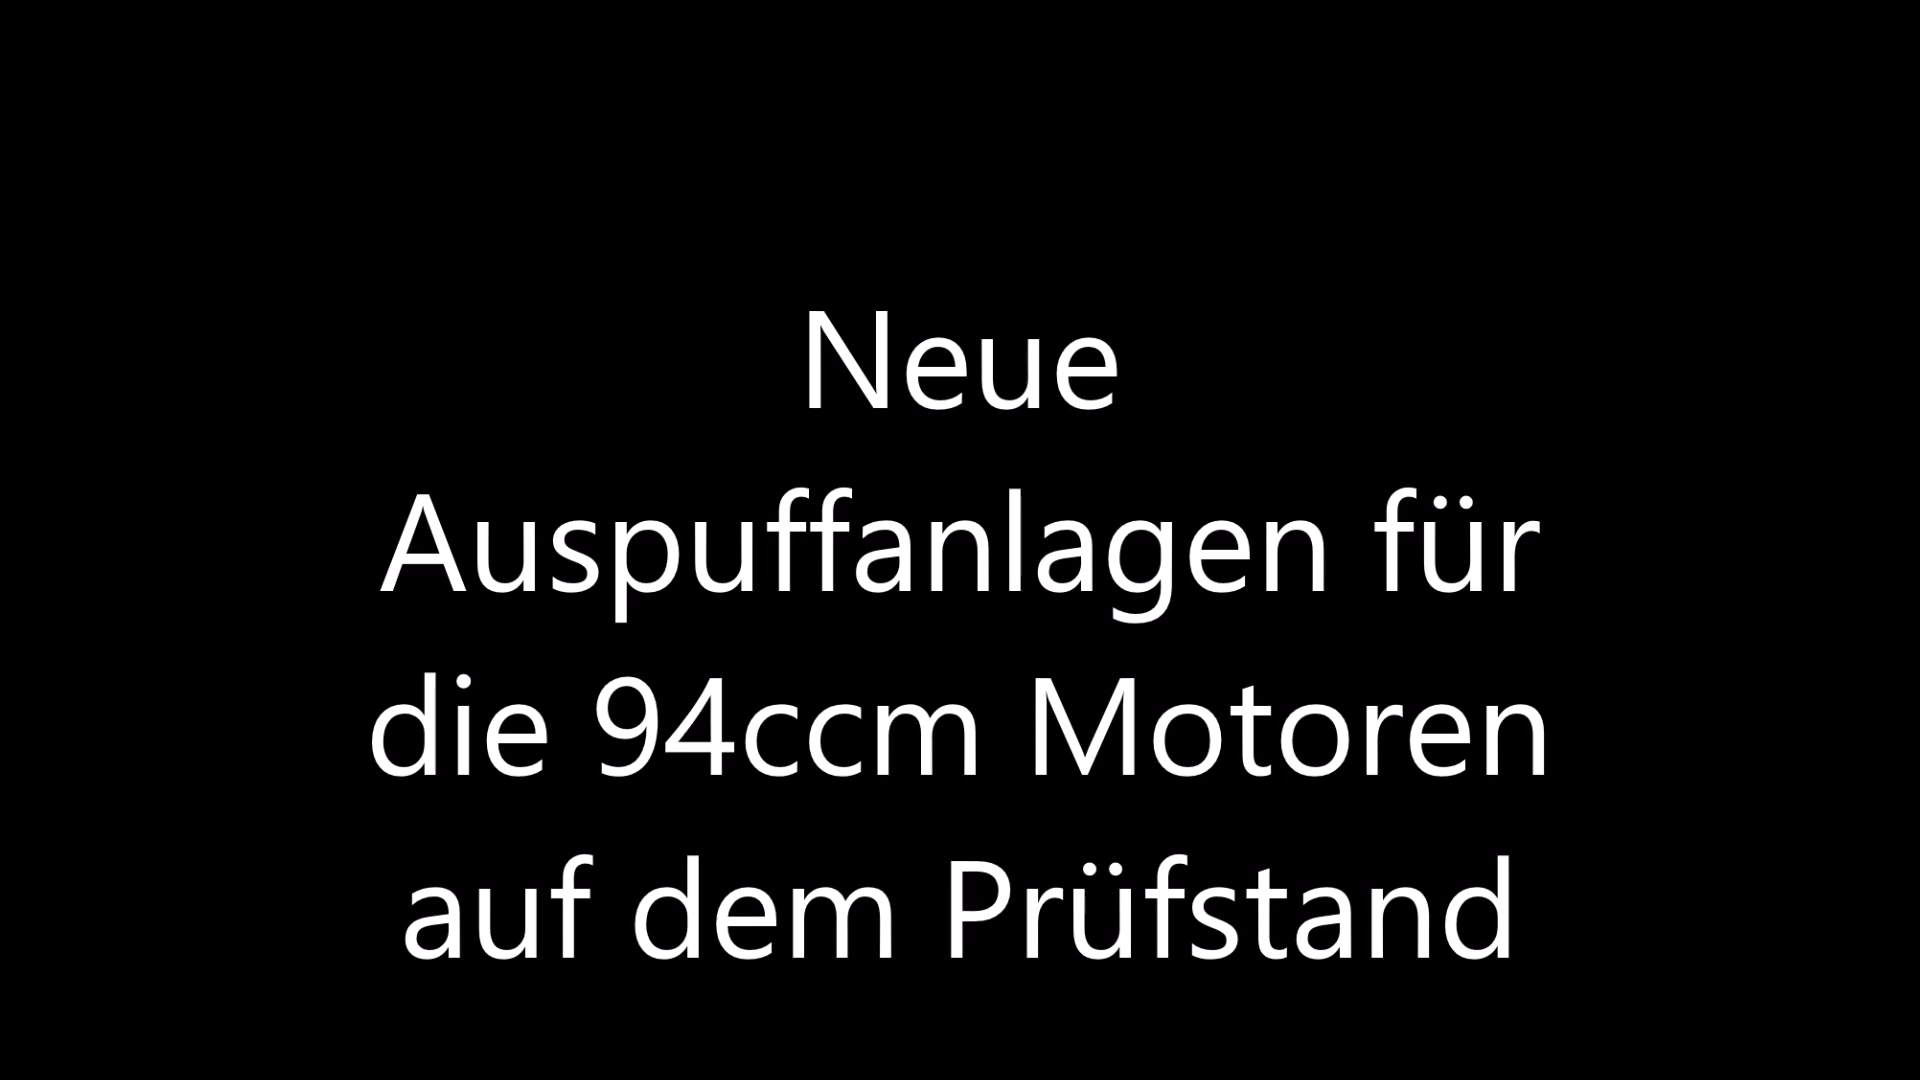 Neue
Auspuffanlagen für
die 94ccm Motoren
auf dem Prüfstand